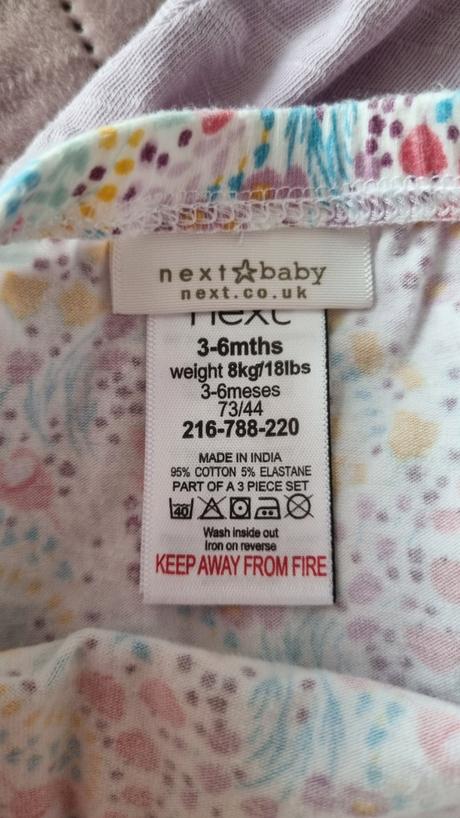 next☆baby
next.co.uk
next
3-6mths
weight 8kg/18lbs
3-6meses
73/44
216-788-220
MADE IN INDIA
95% COTTON 5% ELASTANE
PART OF A 3 PIECE SET
40
Wash inside out
Iron on reverse
KEEP AWAY FROM FIRE